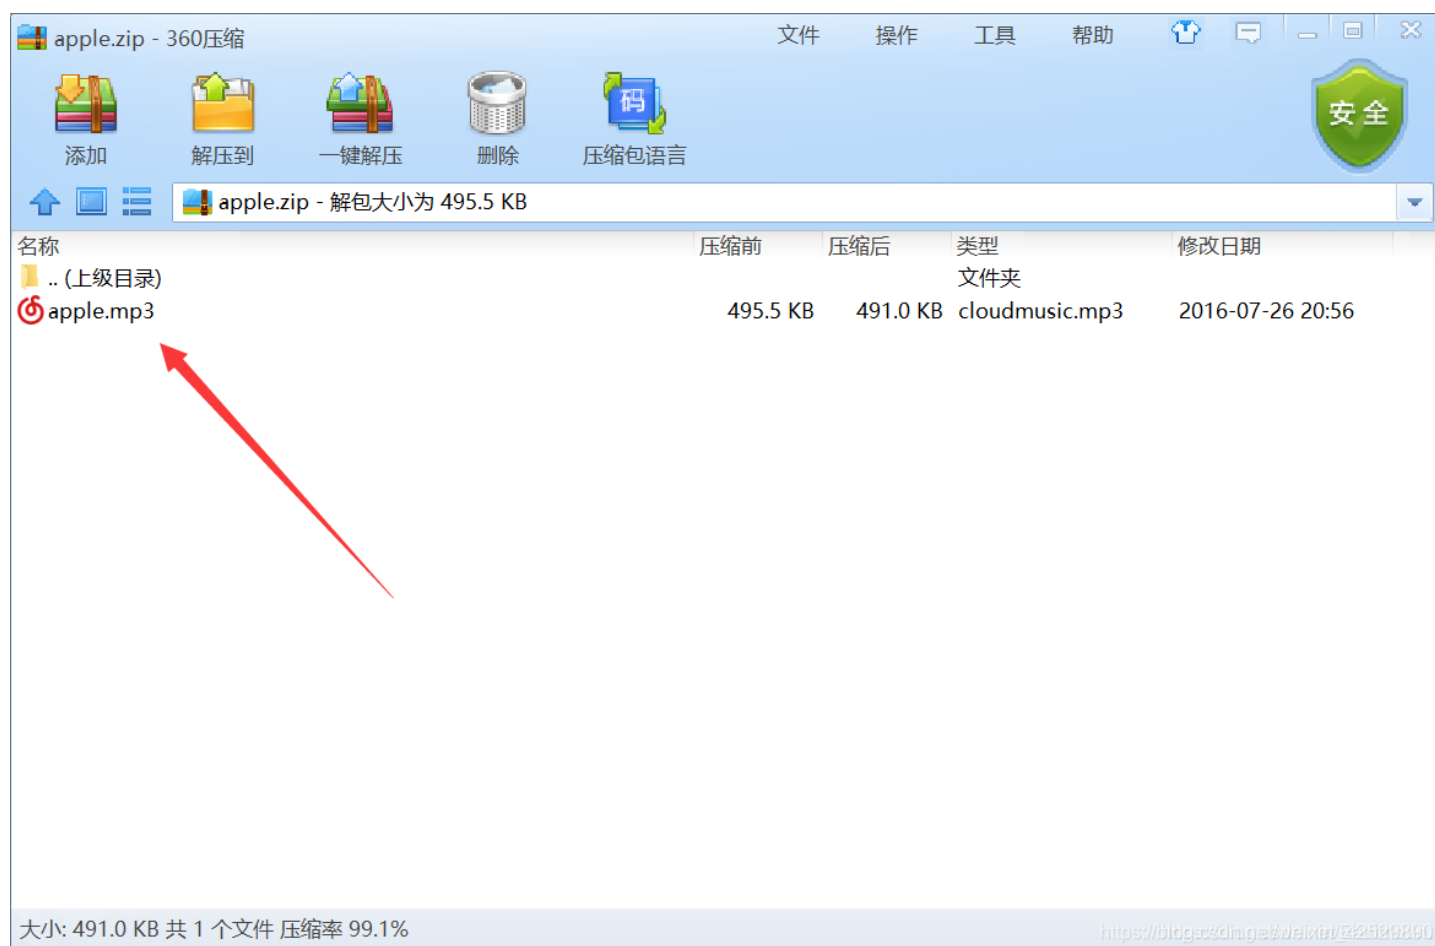 apple.zip - 360压缩 文件 操作 工具 帮助
安全
码
添加 解压到 一键解压 删除 压缩包语言
apple.zip - 解包大小为 495.5 KB
名称 压缩前 压缩后 类型 修改日期
.. (上级目录) 文件夹
apple.mp3 495.5 KB 491.0 KB cloudmusic.mp3 2016-07-26 20:56
大小: 491.0 KB 共 1 个文件 压缩率 99.1%